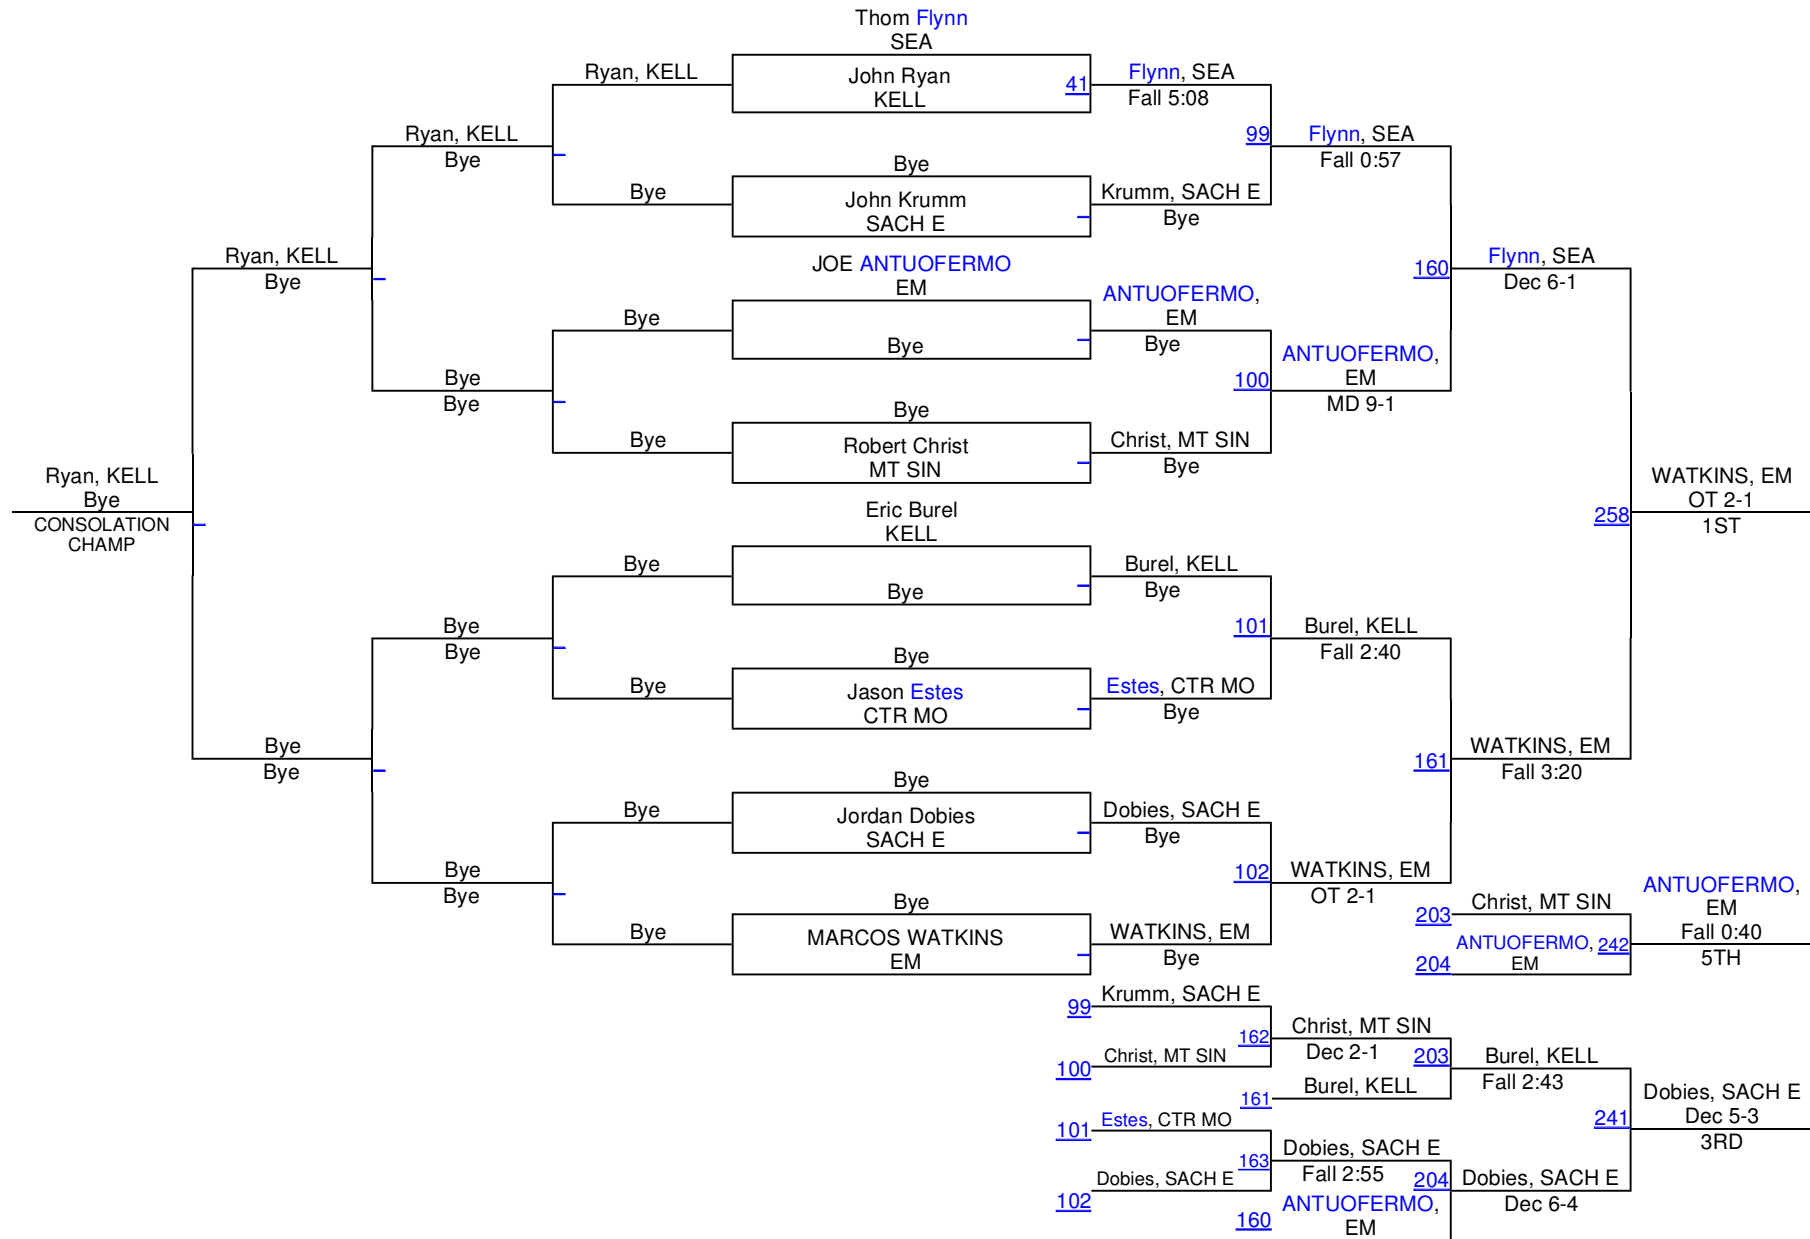 Thom Flynn
SEA
Ryan, KELL
John Ryan
KELL
41
Flynn, SEA
Fall 5:08
Ryan, KELL
Bye
99
Flynn, SEA
Fall 0:57
Bye
Bye
John Krumm
SACH E
Krumm, SACH E
Bye
Ryan, KELL
Bye
JOE ANTUOFERMO
EM
160
Flynn, SEA
Dec 6-1
Bye
Bye
ANTUOFERMO,
EM
Bye
Bye
Bye
100
ANTUOFERMO,
EM
MD 9-1
Bye
Bye
Robert Christ
MT SIN
Christ, MT SIN
Bye
Ryan, KELL
Bye
CONSOLATION
CHAMP
258
WATKINS, EM
OT 2-1
1ST
Eric Burel
KELL
Bye
Bye
Burel, KELL
Bye
Bye
Bye
101
Burel, KELL
Fall 2:40
Bye
Bye
Jason Estes
CTR MO
Estes, CTR MO
Bye
Bye
Bye
161
WATKINS, EM
Fall 3:20
Bye
Bye
Jordan Dobies
SACH E
Dobies, SACH E
Bye
Bye
Bye
102
WATKINS, EM
OT 2-1
Bye
Bye
MARCOS WATKINS
EM
WATKINS, EM
Bye
203
Christ, MT SIN
204
ANTUOFERMO,
EM
242
ANTUOFERMO,
EM
Fall 0:40
5TH
99
Krumm, SACH E
100
Christ, MT SIN
162
Christ, MT SIN
Dec 2-1
161
Burel, KELL
203
Burel, KELL
Fall 2:43
101
Estes, CTR MO
102
Dobies, SACH E
163
Dobies, SACH E
Fall 2:55
160
ANTUOFERMO,
EM
204
Dobies, SACH E
Dec 6-4
241
Dobies, SACH E
Dec 5-3
3RD